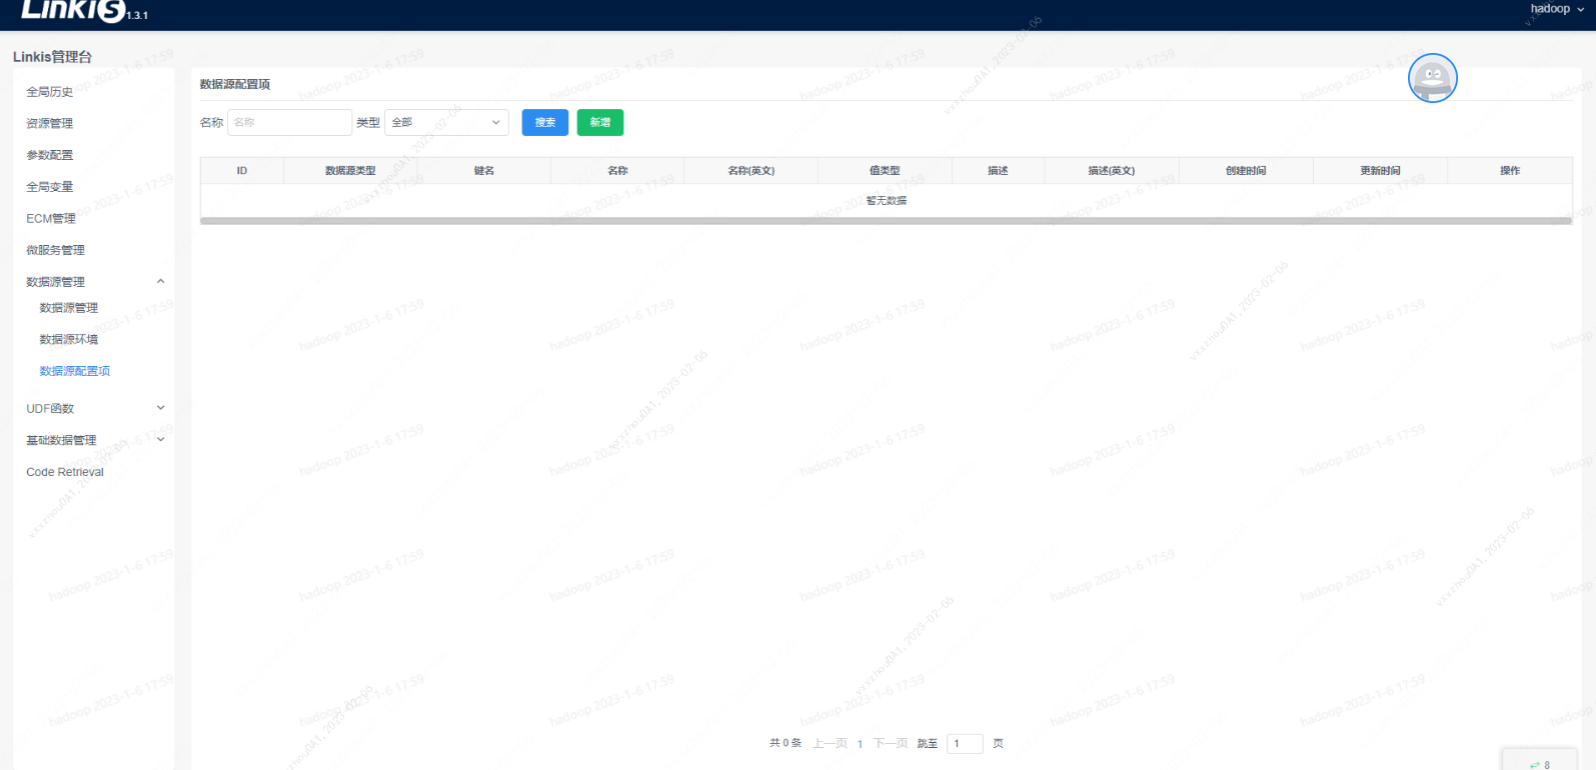 Linkis 1.3.1
hadoop
Linkis管理台
全局历史
资源管理
参数配置
全局变量
ECM管理
微服务管理
数据源管理
数据源管理
数据源环境
数据源配置项
UDF函数
基础数据管理
Code Retrieval
数据源配置项
名称 名称 类型 全部 搜索 新增
ID 数据源类型 键名 名称 名称(英文) 值类型 描述 描述(英文) 创建时间 更新时间 操作
暂无数据
共 0 条 上一页 1 下一页 跳至 1 页
8
hadoop 2023-1-6 17:59